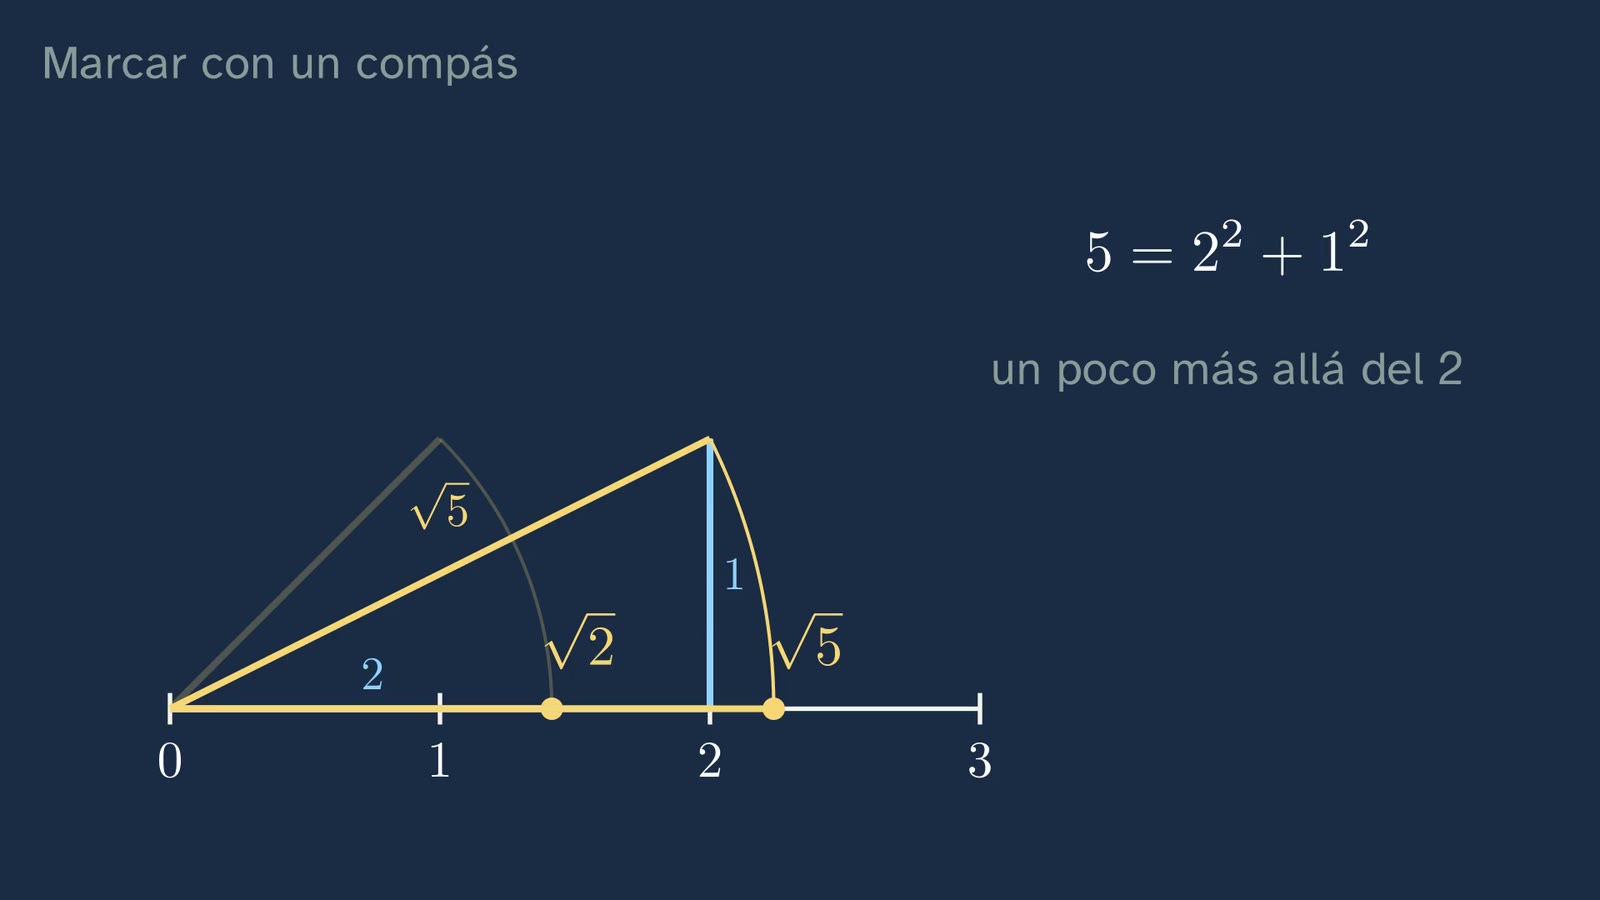 Marcar con un compás
5 = 2² + 1²
un poco más allá del 2
√5
1
√2
√5
2
0 1 2 3